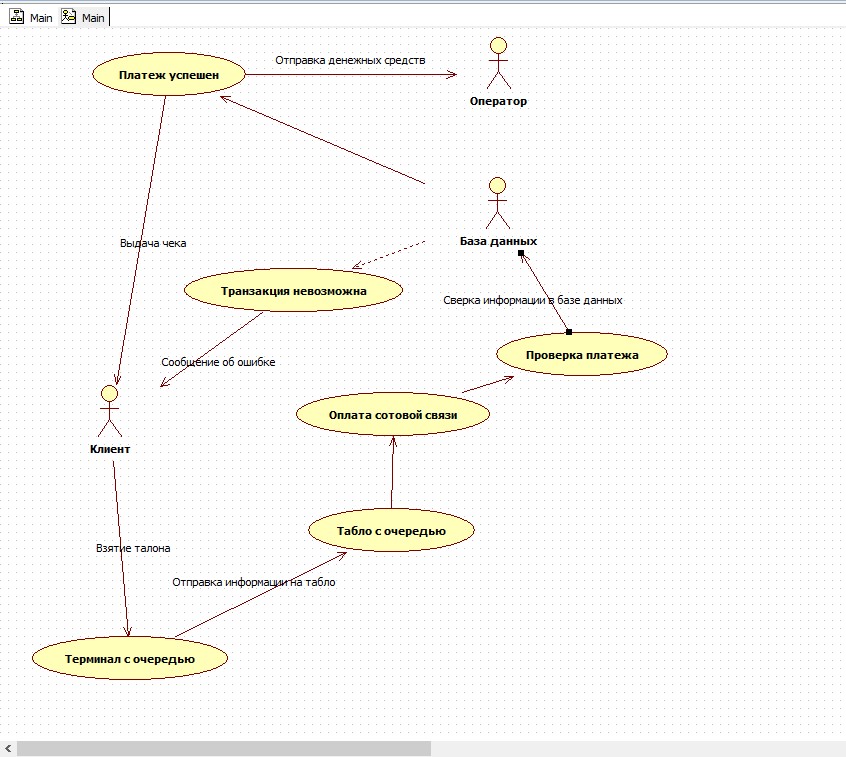 Main
Main
Отправка денежных средств
Платеж успешен
Оператор
База данных
Выдача чека
Транзакция невозможна
Сверка информации в базе данных
Проверка платежа
Сообщение об ошибке
Оплата сотовой связи
Клиент
Табло с очередью
Взятие талона
Отправка информации на табло
Терминал с очередью